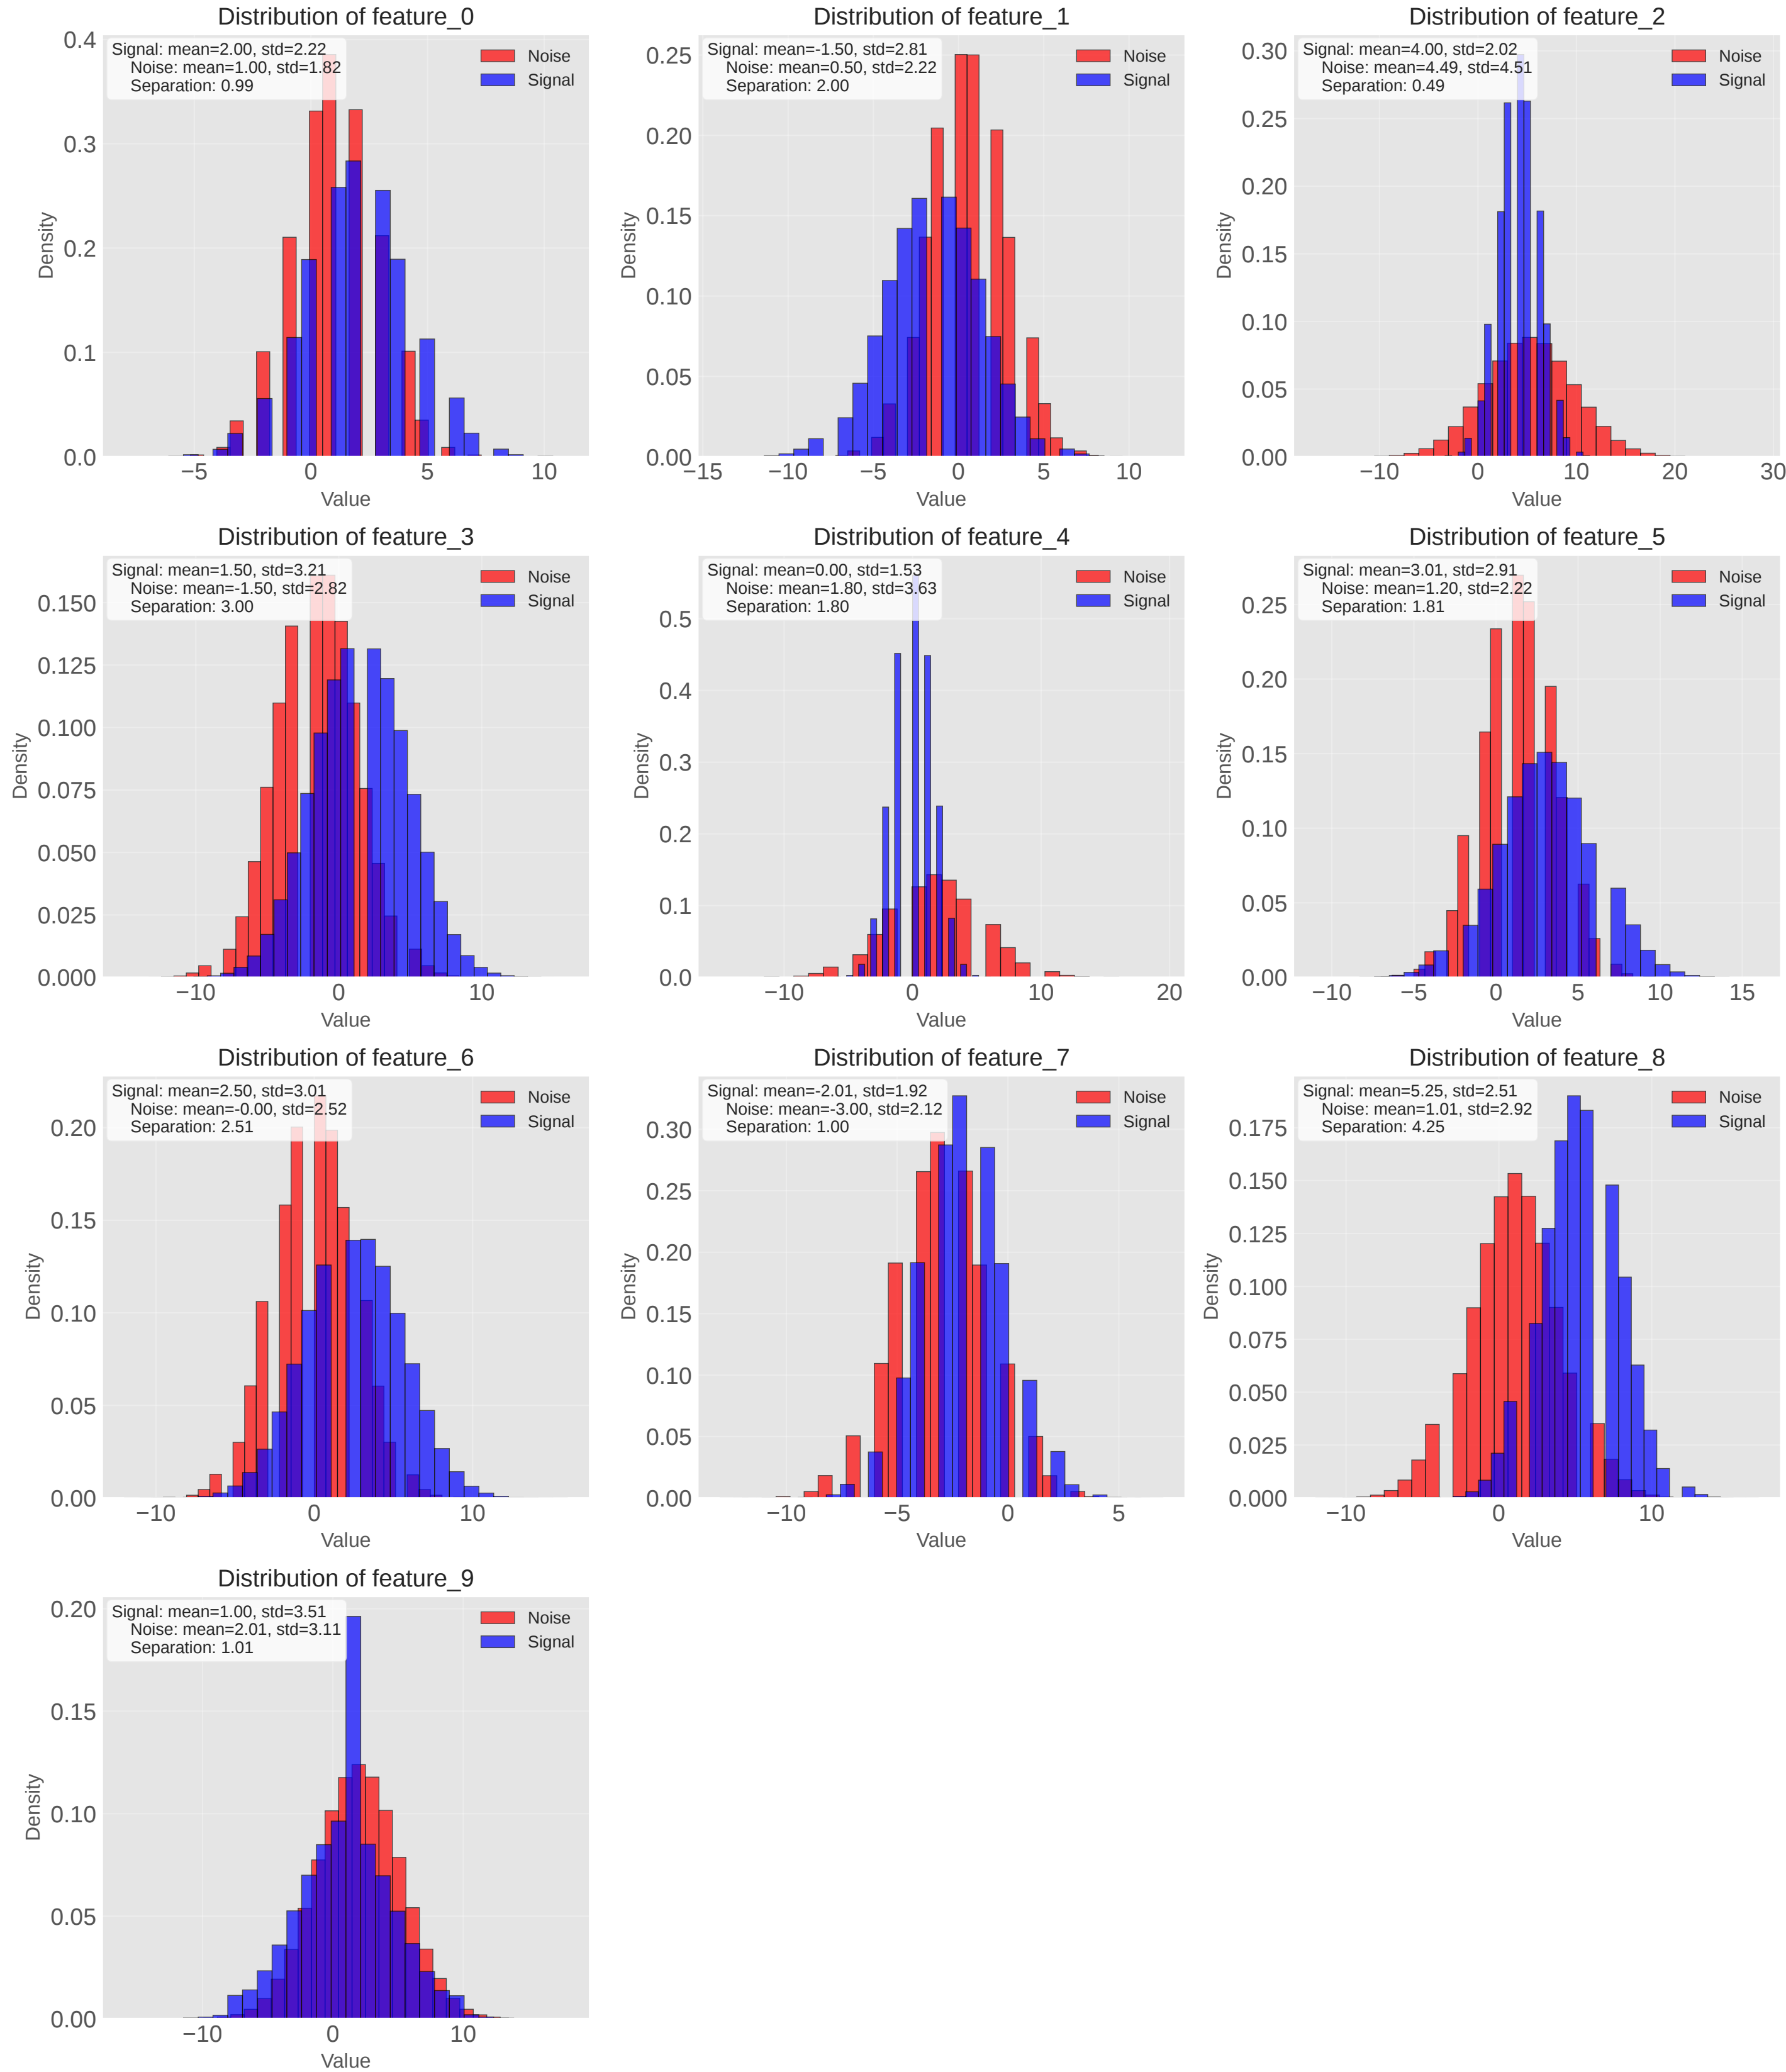 Distribution of feature_0
Signal: mean=2.00, std=2.22
Noise: mean=1.00, std=1.82
Separation: 0.99
Noise
Signal
Density
0.4
0.3
0.2
0.1
0.0
−5 0 5 10
Value
Distribution of feature_1
Signal: mean=-1.50, std=2.81
Noise: mean=0.50, std=2.22
Separation: 2.00
Noise
Signal
Density
0.25
0.20
0.15
0.10
0.05
0.00
−15 −10 −5 0 5 10
Value
Distribution of feature_2
Signal: mean=4.00, std=2.02
Noise: mean=4.49, std=4.51
Separation: 0.49
Noise
Signal
Density
0.30
0.25
0.20
0.15
0.10
0.05
0.00
−10 0 10 20 30
Value
Distribution of feature_3
Signal: mean=1.50, std=3.21
Noise: mean=-1.50, std=2.82
Separation: 3.00
Noise
Signal
Density
0.150
0.125
0.100
0.075
0.050
0.025
0.000
−10 0 10
Value
Distribution of feature_4
Signal: mean=0.00, std=1.53
Noise: mean=1.80, std=3.63
Separation: 1.80
Noise
Signal
Density
0.5
0.4
0.3
0.2
0.1
0.0
−10 0 10 20
Value
Distribution of feature_5
Signal: mean=3.01, std=2.91
Noise: mean=1.20, std=2.22
Separation: 1.81
Noise
Signal
Density
0.25
0.20
0.15
0.10
0.05
0.00
−10 −5 0 5 10 15
Value
Distribution of feature_6
Signal: mean=2.50, std=3.01
Noise: mean=-0.00, std=2.52
Separation: 2.51
Noise
Signal
Density
0.20
0.15
0.10
0.05
0.00
−10 0 10
Value
Distribution of feature_7
Signal: mean=-2.01, std=1.92
Noise: mean=-3.00, std=2.12
Separation: 1.00
Noise
Signal
Density
0.30
0.25
0.20
0.15
0.10
0.05
0.00
−10 −5 0 5
Value
Distribution of feature_8
Signal: mean=5.25, std=2.51
Noise: mean=1.01, std=2.92
Separation: 4.25
Noise
Signal
Density
0.175
0.150
0.125
0.100
0.075
0.050
0.025
0.000
−10 0 10
Value
Distribution of feature_9
Signal: mean=1.00, std=3.51
Noise: mean=2.01, std=3.11
Separation: 1.01
Noise
Signal
Density
0.20
0.15
0.10
0.05
0.00
−10 0 10
Value